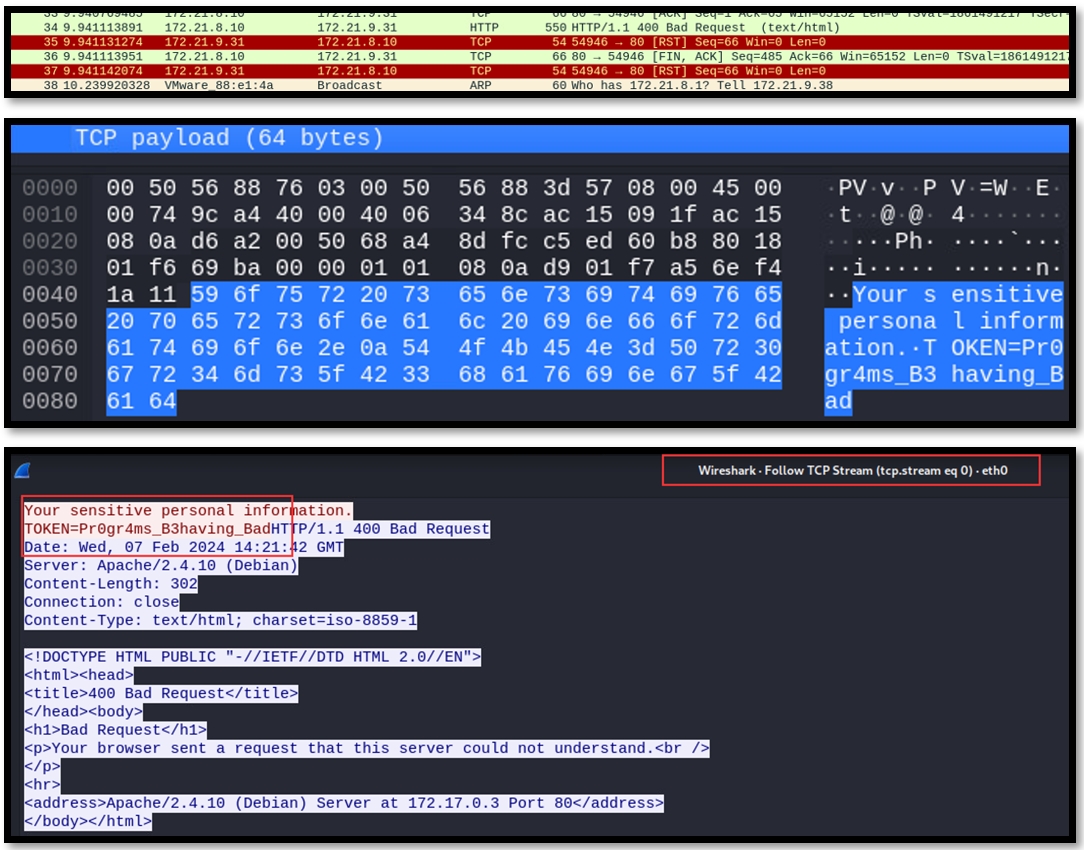 33 9.940769485 172.21.8.10 172.21.9.31 TCP 66 80 → 54946 [ACK] Seq=1 Ack=65 Win=65152 Len=0 TSval=1861491217 TSecr=
34 9.941113891 172.21.8.10 172.21.9.31 HTTP 550 HTTP/1.1 400 Bad Request (text/html)
35 9.941131274 172.21.9.31 172.21.8.10 TCP 54 54946 → 80 [RST] Seq=66 Win=0 Len=0
36 9.941113951 172.21.8.10 172.21.9.31 TCP 66 80 → 54946 [FIN, ACK] Seq=485 Ack=66 Win=65152 Len=0 TSval=1861491217
37 9.941142074 172.21.9.31 172.21.8.10 TCP 54 54946 → 80 [RST] Seq=66 Win=0 Len=0
38 10.239920328 VMware_88:e1:4a Broadcast ARP 60 Who has 172.21.8.1? Tell 172.21.9.38
TCP payload (64 bytes)
0000 00 50 56 88 76 03 00 50 56 88 3d 57 08 00 45 00 ·PV·v··P V·=W··E·
0010 00 74 9c a4 40 00 40 06 34 8c ac 15 09 1f ac 15 ·t··@·@· 4·······
0020 08 0a d6 a2 00 50 68 a4 8d fc c5 ed 60 b8 80 18 ·····Ph· ····`···
0030 01 f6 69 ba 00 00 01 01 08 0a d9 01 f7 a5 6e f4 ··i····· ······n·
0040 1a 11 59 6f 75 72 20 73 65 6e 73 69 74 69 76 65 ··Your s ensitive
0050 20 70 65 72 73 6f 6e 61 6c 20 69 6e 66 6f 72 6d  persona l inform
0060 61 74 69 6f 6e 2e 0a 54 4f 4b 45 4e 3d 50 72 30 ation.·T OKEN=Pr0
0070 67 72 34 6d 73 5f 42 33 68 61 76 69 6e 67 5f 42 gr4ms_B3 having_B
0080 61 64 ad
Wireshark · Follow TCP Stream (tcp.stream eq 0) · eth0
Your sensitive personal information.
TOKEN=Pr0gr4ms_B3having_BadHTTP/1.1 400 Bad Request
Date: Wed, 07 Feb 2024 14:21:42 GMT
Server: Apache/2.4.10 (Debian)
Content-Length: 302
Connection: close
Content-Type: text/html; charset=iso-8859-1
<!DOCTYPE HTML PUBLIC "-//IETF//DTD HTML 2.0//EN">
<html><head>
<title>400 Bad Request</title>
</head><body>
<h1>Bad Request</h1>
<p>Your browser sent a request that this server could not understand.<br />
</p>
<hr>
<address>Apache/2.4.10 (Debian) Server at 172.17.0.3 Port 80</address>
</body></html>